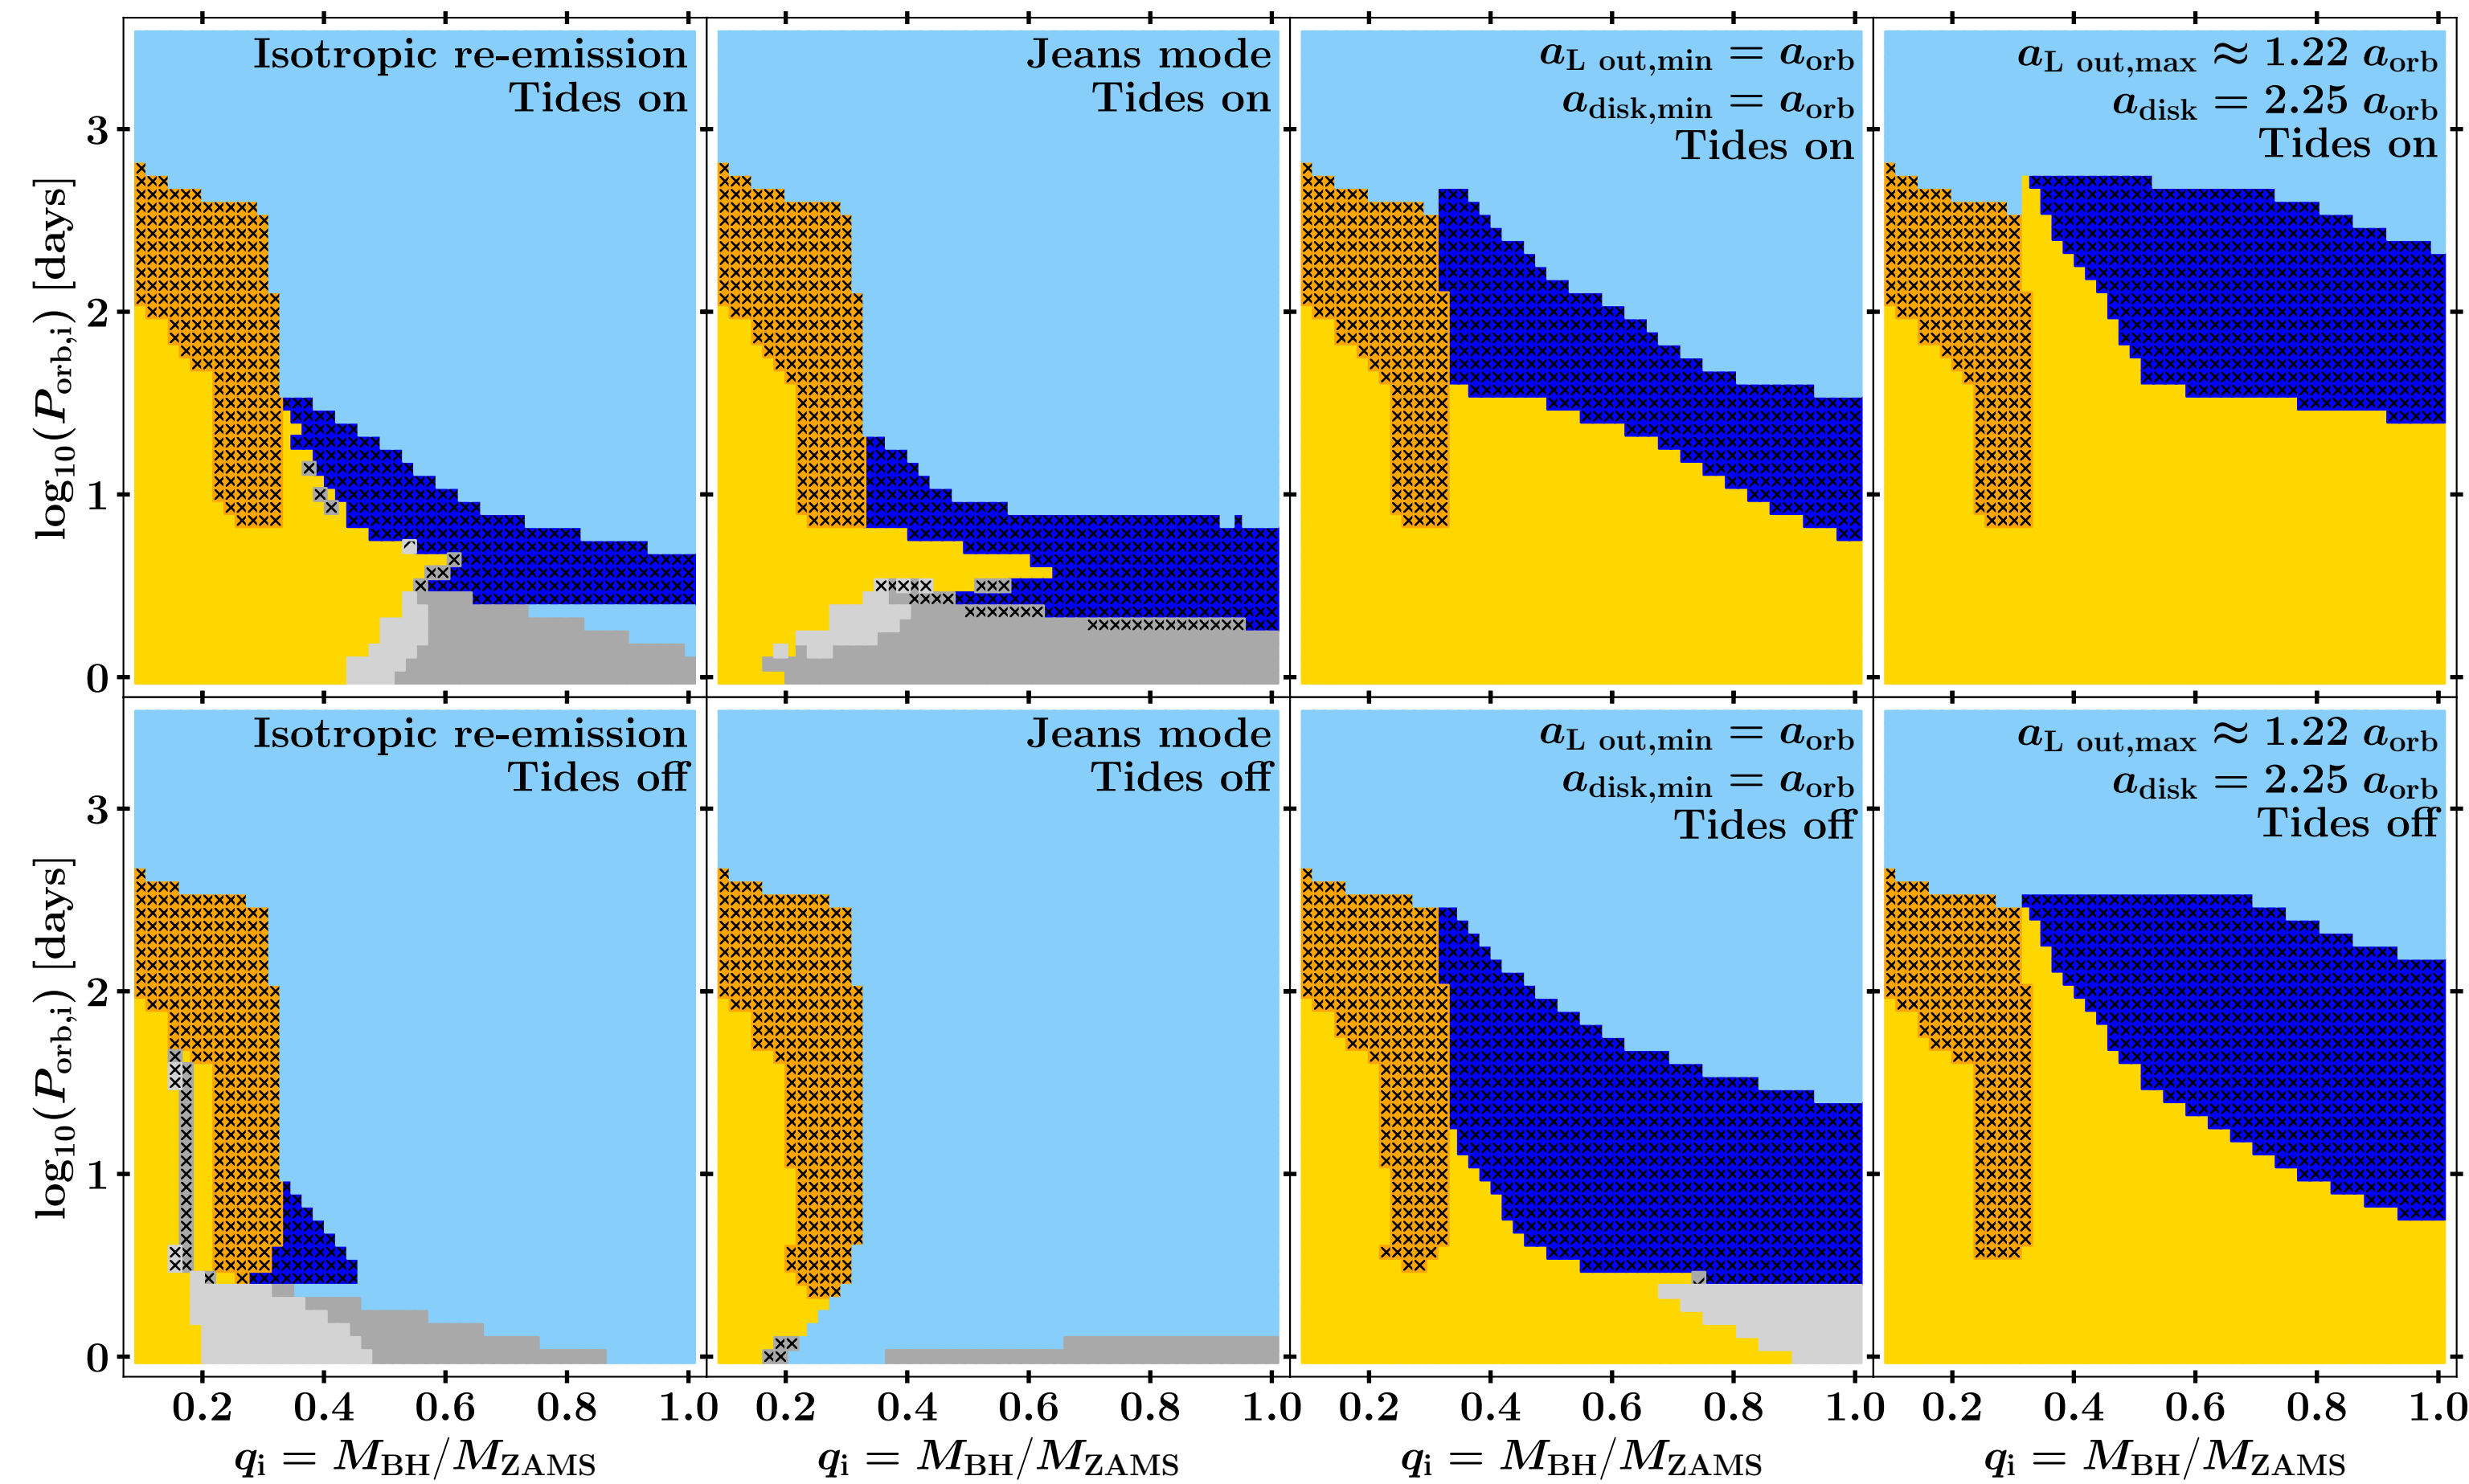 Isotropic re-emission
Tides on
Jeans mode
Tides on
a_L out,min = a_orb
a_disk,min = a_orb
Tides on
a_L out,max ≈ 1.22 a_orb
a_disk = 2.25 a_orb
Tides on
log10(P_orb,i) [days]
3
2
1
0
Isotropic re-emission
Tides off
Jeans mode
Tides off
a_L out,min = a_orb
a_disk,min = a_orb
Tides off
a_L out,max ≈ 1.22 a_orb
a_disk = 2.25 a_orb
Tides off
log10(P_orb,i) [days]
3
2
1
0
0.2 0.4 0.6 0.8 1.0 0.2 0.4 0.6 0.8 1.0 0.2 0.4 0.6 0.8 1.0 0.2 0.4 0.6 0.8 1.0
q_i = M_BH/M_ZAMS q_i = M_BH/M_ZAMS q_i = M_BH/M_ZAMS q_i = M_BH/M_ZAMS